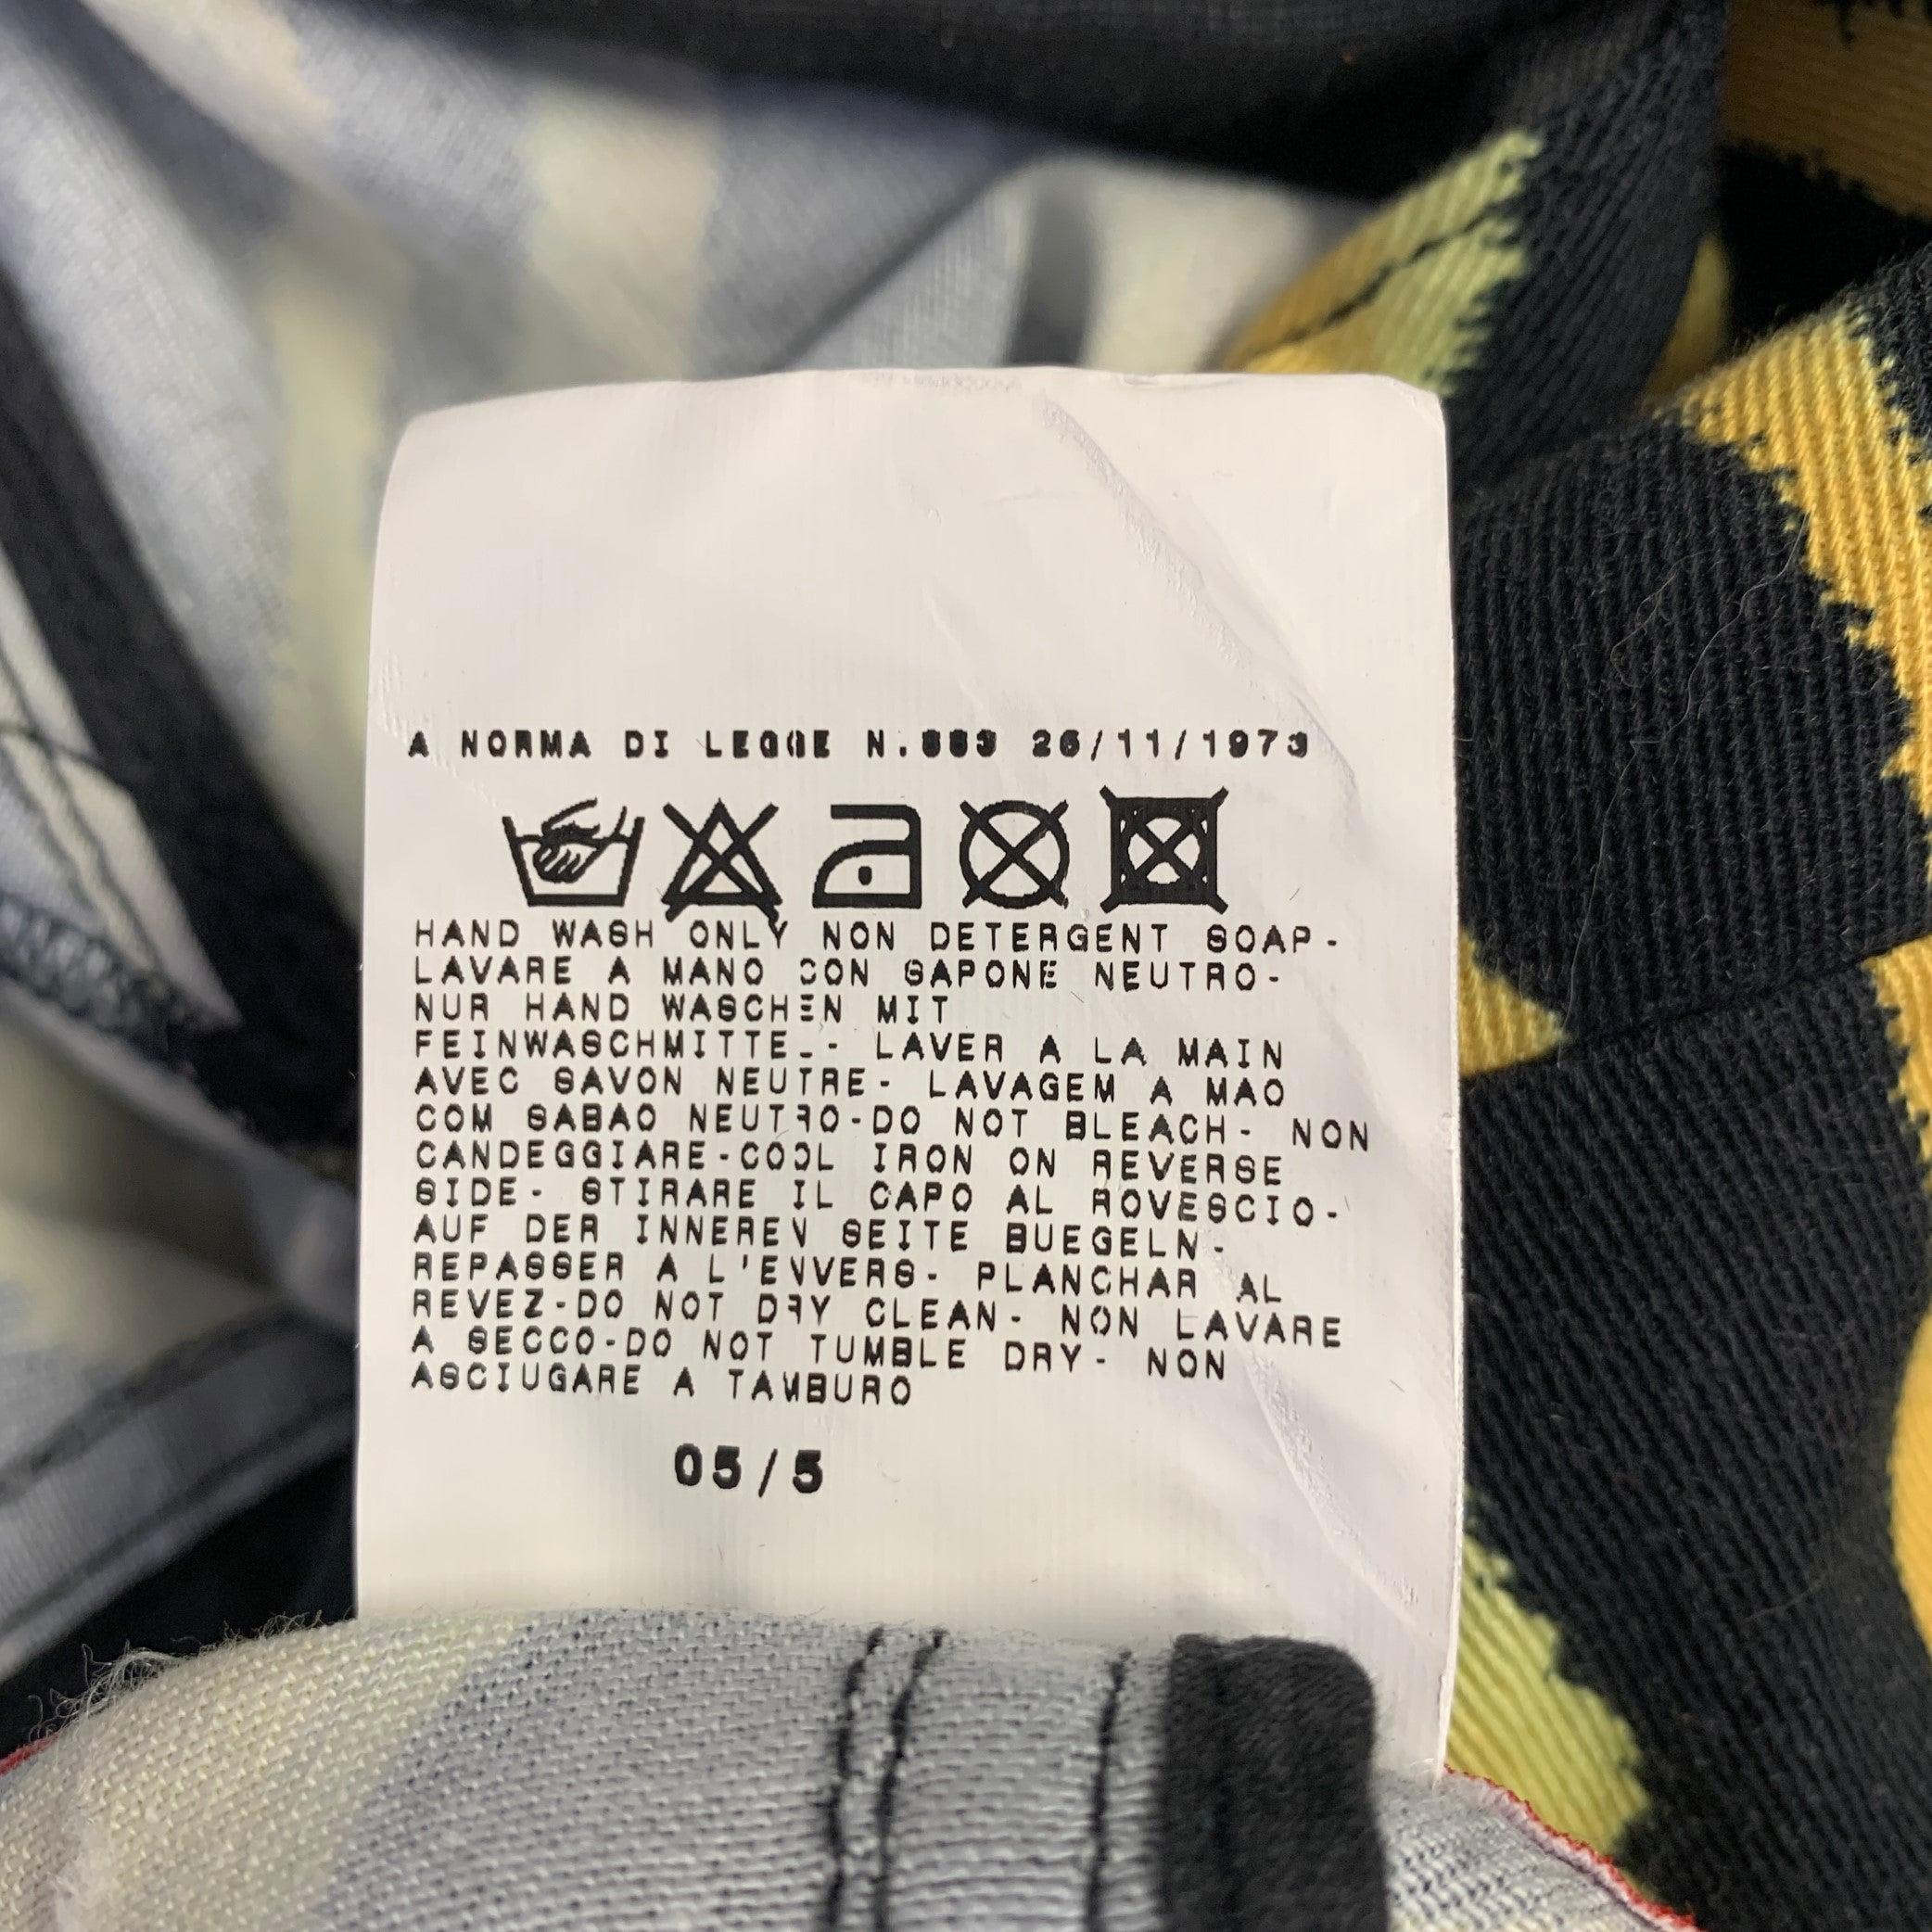 A NORMA DI LEGGE N.883 26/11/1973
HAND WASH ONLY NON DETERGENT SOAP-
LAVARE A MANO CON SAPONE NEUTRO-
NUR HAND WASCHEN MIT
FEINWASCHMITTE_- LAVER A LA MAIN
AVEC SAVON NEUTRE- LAVAGEM A MAO
COM SABAO NEUTRO-DO NOT BLEACH- NON
CANDEGGIARE-COOL IRON ON REVERSE
SIDE- STIRARE IL CAPO AL ROVESCIO-
AUF DER INNEREN SEITE BUEGELN-
REPASSER A L'ENVERS- PLANCHAR AL
REVEZ-DO NOT DRY CLEAN- NON LAVARE
A SECCO-DO NOT TUMBLE DRY- NON
ASCIUGARE A TAMBURO
05/5